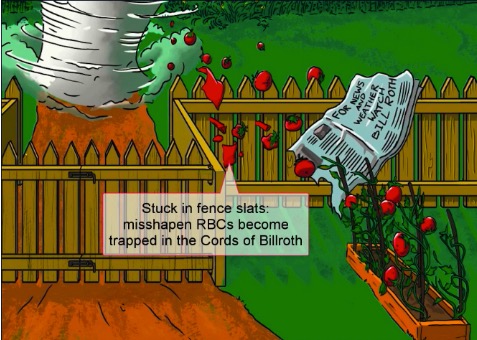 FOR NEWS
AND
WEATHER
WATCH
BILL ROTH
Stuck in fence slats:
misshapen RBCs become
trapped in the Cords of Billroth